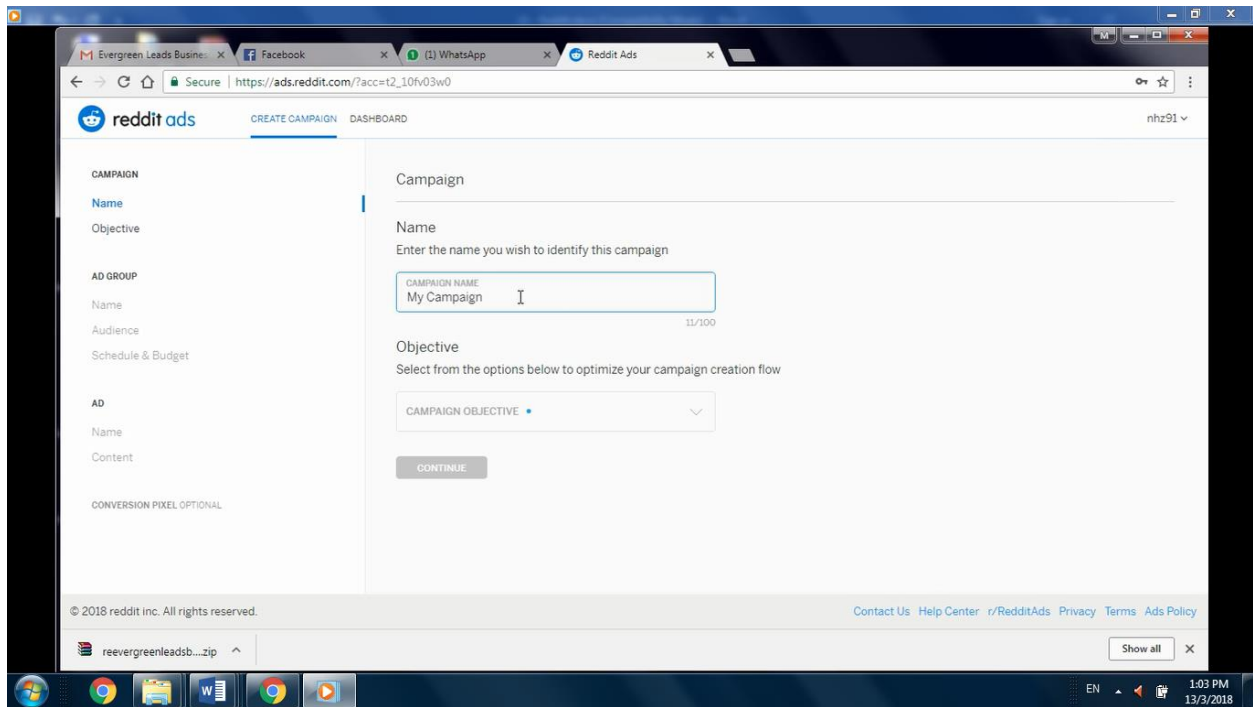 Evergreen Leads Busine
Facebook
(1) WhatsApp
Reddit Ads
M
Secure | https://ads.reddit.com/?acc=t2_10fv03w0
reddit ads
CREATE CAMPAIGN
DASHBOARD
nhz91
CAMPAIGN
Name
Objective
AD GROUP
Name
Audience
Schedule & Budget
AD
Name
Content
CONVERSION PIXEL OPTIONAL
Campaign
Name
Enter the name you wish to identify this campaign
CAMPAIGN NAME
My Campaign
11/100
Objective
Select from the options below to optimize your campaign creation flow
CAMPAIGN OBJECTIVE
CONTINUE
© 2018 reddit inc. All rights reserved.
Contact Us Help Center r/RedditAds Privacy Terms Ads Policy
reevergreenleadsb....zip
Show all
EN
1:03 PM
13/3/2018